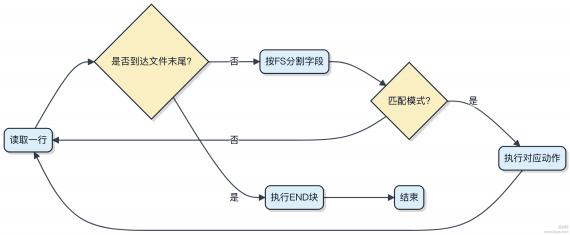 是否到达文件末尾?
否
按FS分割字段
匹配模式?
是
读取一行
否
执行对应动作
是
执行END块
结束